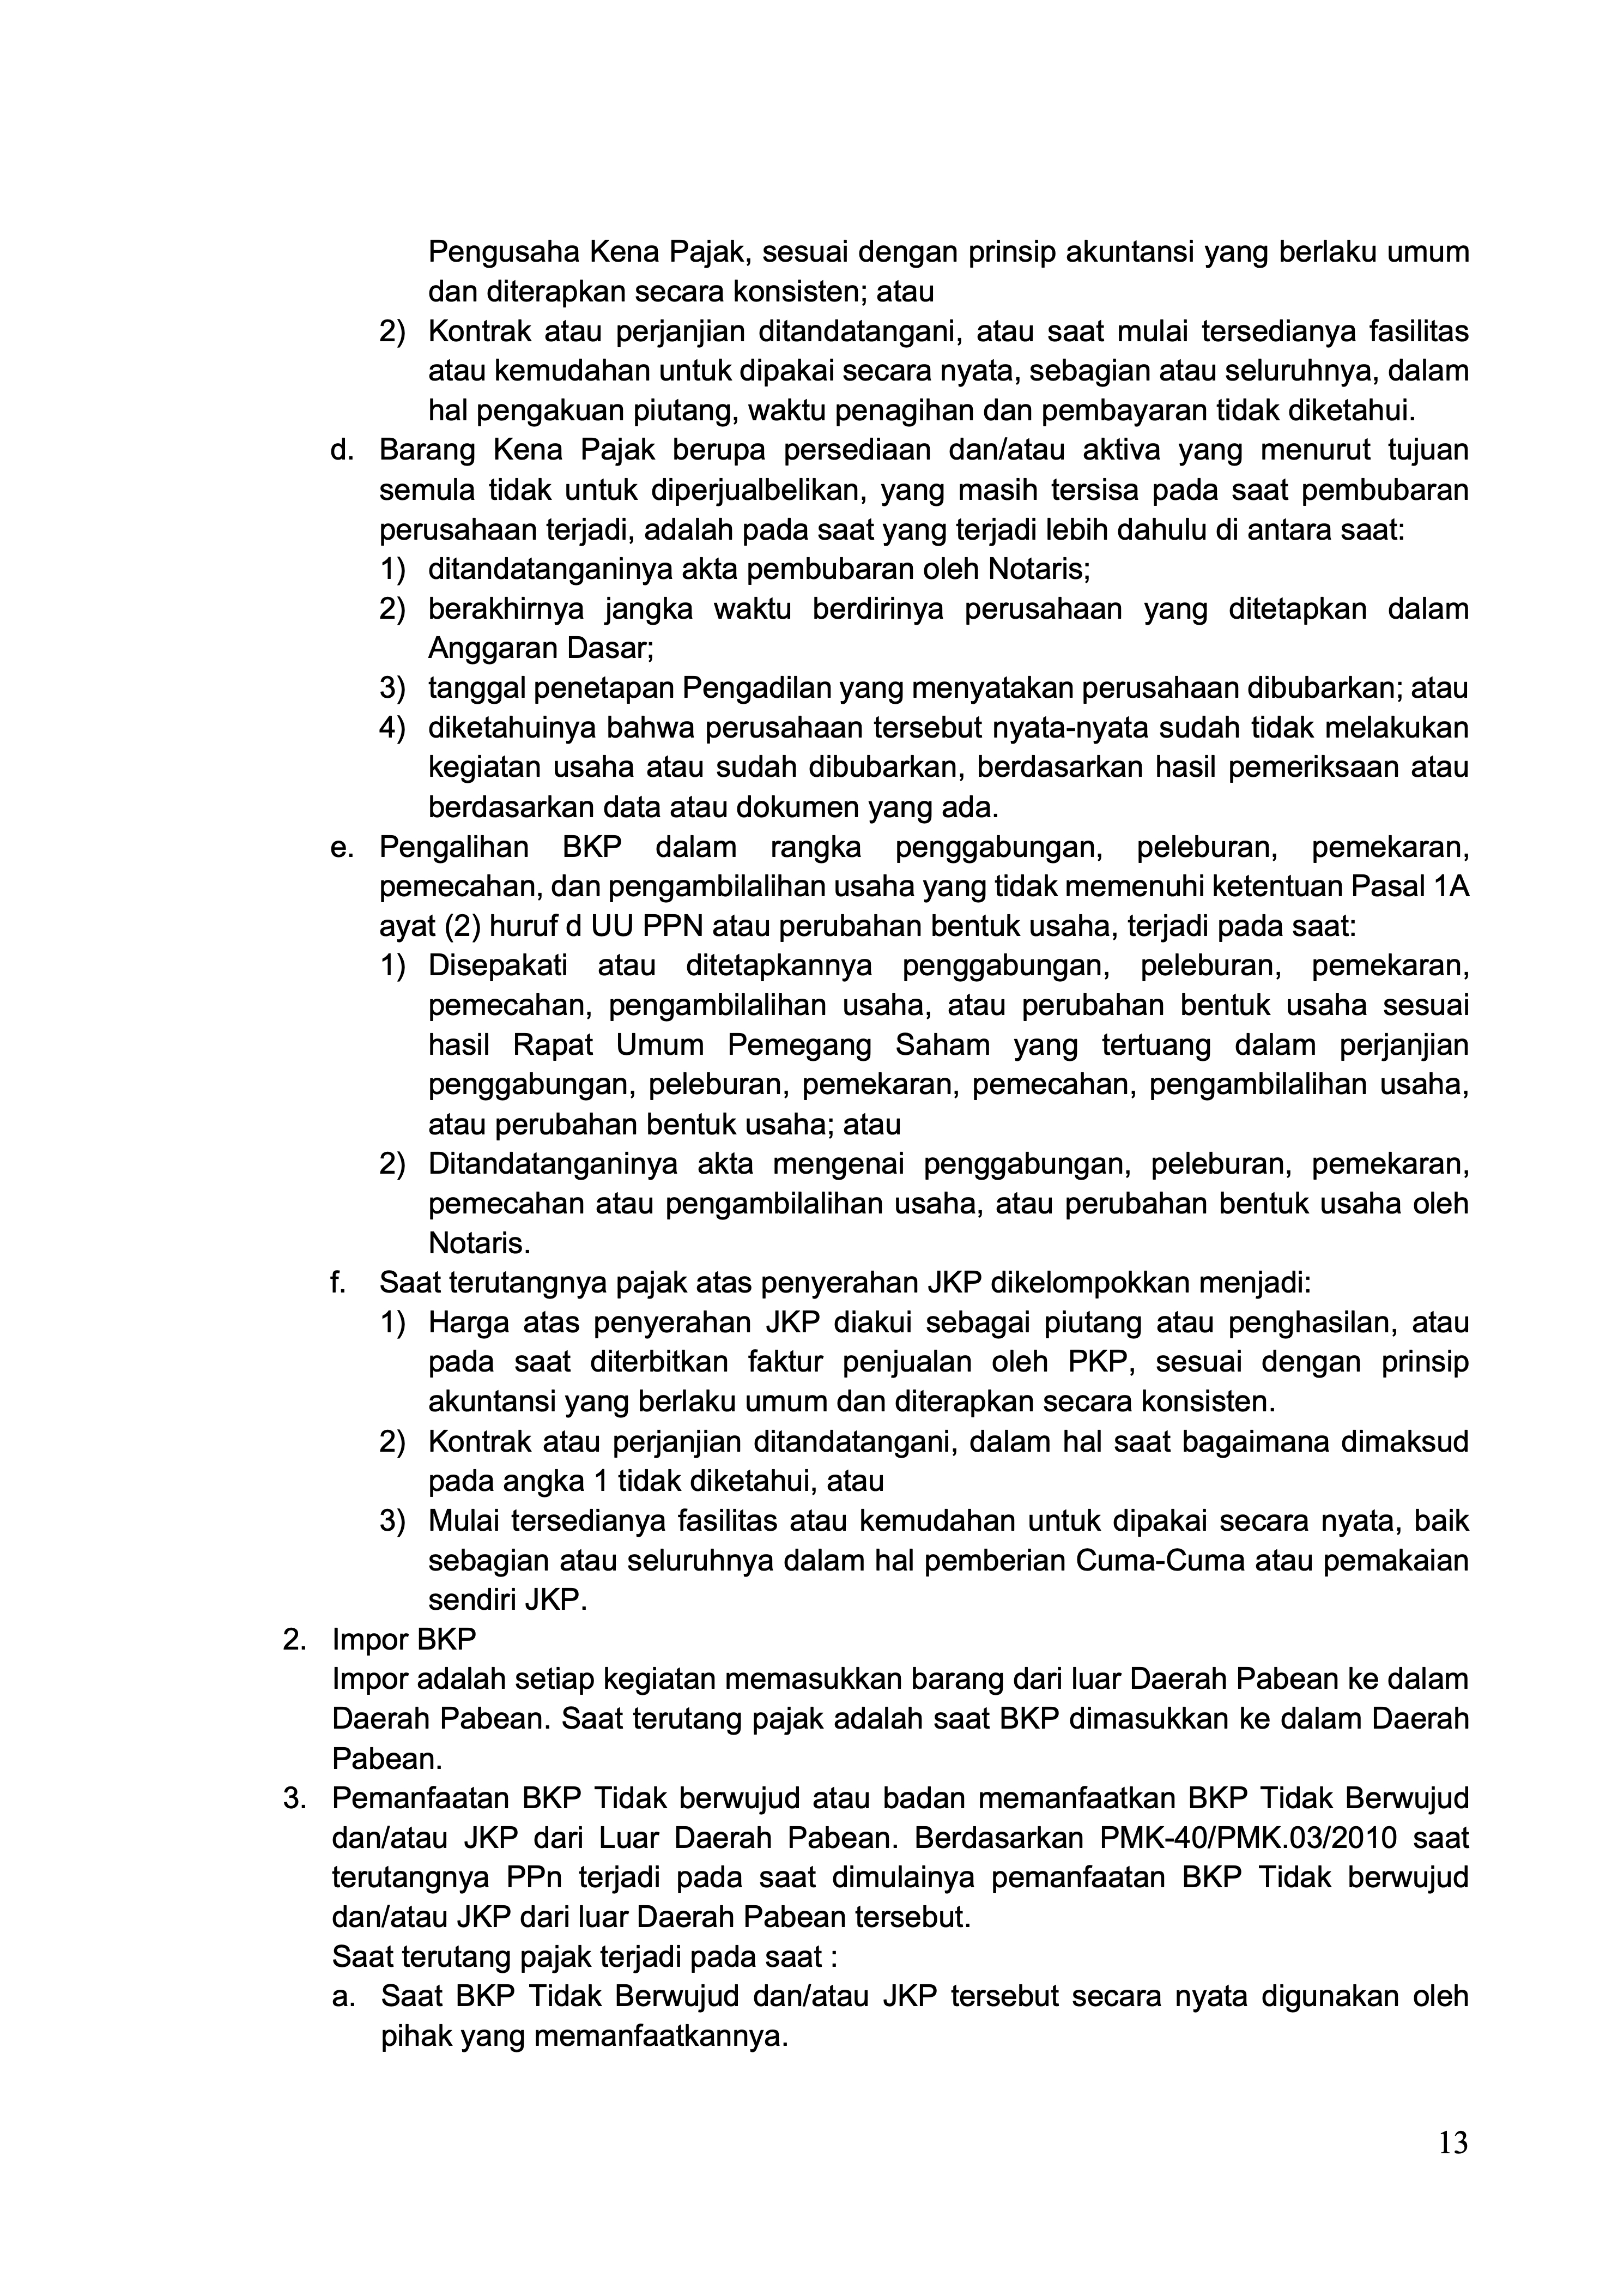 Pengusaha Kena Pajak, sesuai dengan prinsip akuntansi yang berlaku umum
dan diterapkan secara konsisten; atau
2) Kontrak atau perjanjian ditandatangani, atau saat mulai tersedianya fasilitas
atau kemudahan untuk dipakai secara nyata, sebagian atau seluruhnya, dalam
hal pengakuan piutang, waktu penagihan dan pembayaran tidak diketahui.
d. Barang Kena Pajak berupa persediaan dan/atau aktiva yang menurut tujuan
semula tidak untuk diperjualbelikan, yang masih tersisa pada saat pembubaran
perusahaan terjadi, adalah pada saat yang terjadi lebih dahulu di antara saat:
1) ditandatanganinya akta pembubaran oleh Notaris;
2) berakhirnya jangka waktu berdirinya perusahaan yang ditetapkan dalam
Anggaran Dasar;
3) tanggal penetapan Pengadilan yang menyatakan perusahaan dibubarkan; atau
4) diketahuinya bahwa perusahaan tersebut nyata-nyata sudah tidak melakukan
kegiatan usaha atau sudah dibubarkan, berdasarkan hasil pemeriksaan atau
berdasarkan data atau dokumen yang ada.
e. Pengalihan BKP dalam rangka penggabungan, peleburan, pemekaran,
pemecahan, dan pengambilalihan usaha yang tidak memenuhi ketentuan Pasal 1A
ayat (2) huruf d UU PPN atau perubahan bentuk usaha, terjadi pada saat:
1) Disepakati atau ditetapkannya penggabungan, peleburan, pemekaran,
pemecahan, pengambilalihan usaha, atau perubahan bentuk usaha sesuai
hasil Rapat Umum Pemegang Saham yang tertuang dalam perjanjian
penggabungan, peleburan, pemekaran, pemecahan, pengambilalihan usaha,
atau perubahan bentuk usaha; atau
2) Ditandatanganinya akta mengenai penggabungan, peleburan, pemekaran,
pemecahan atau pengambilalihan usaha, atau perubahan bentuk usaha oleh
Notaris.
f. Saat terutangnya pajak atas penyerahan JKP dikelompokkan menjadi:
1) Harga atas penyerahan JKP diakui sebagai piutang atau penghasilan, atau
pada saat diterbitkan faktur penjualan oleh PKP, sesuai dengan prinsip
akuntansi yang berlaku umum dan diterapkan secara konsisten.
2) Kontrak atau perjanjian ditandatangani, dalam hal saat bagaimana dimaksud
pada angka 1 tidak diketahui, atau
3) Mulai tersedianya fasilitas atau kemudahan untuk dipakai secara nyata, baik
sebagian atau seluruhnya dalam hal pemberian Cuma-Cuma atau pemakaian
sendiri JKP.
2. Impor BKP
Impor adalah setiap kegiatan memasukkan barang dari luar Daerah Pabean ke dalam
Daerah Pabean. Saat terutang pajak adalah saat BKP dimasukkan ke dalam Daerah
Pabean.
3. Pemanfaatan BKP Tidak berwujud atau badan memanfaatkan BKP Tidak Berwujud
dan/atau JKP dari Luar Daerah Pabean. Berdasarkan PMK-40/PMK.03/2010 saat
terutangnya PPn terjadi pada saat dimulainya pemanfaatan BKP Tidak berwujud
dan/atau JKP dari luar Daerah Pabean tersebut.
Saat terutang pajak terjadi pada saat :
a. Saat BKP Tidak Berwujud dan/atau JKP tersebut secara nyata digunakan oleh
pihak yang memanfaatkannya.
13